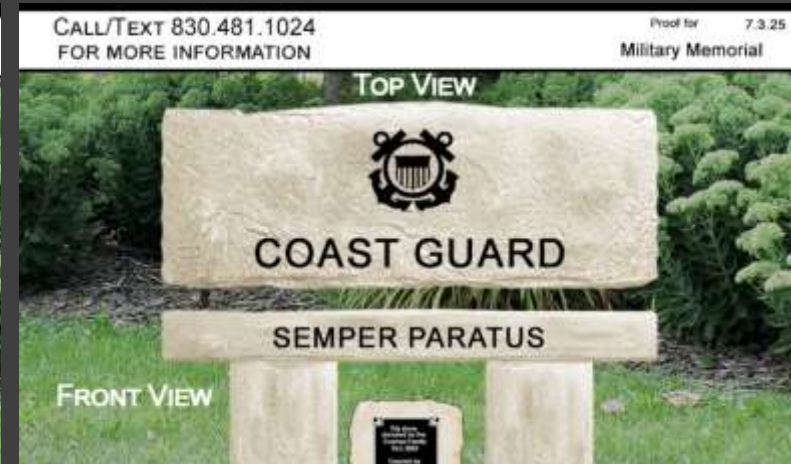 CALL/TEXT 830.481.1024
FOR MORE INFORMATION
Proof for 7.3.25
Military Memorial
TOP VIEW
COAST GUARD
SEMPER PARATUS
FRONT VIEW